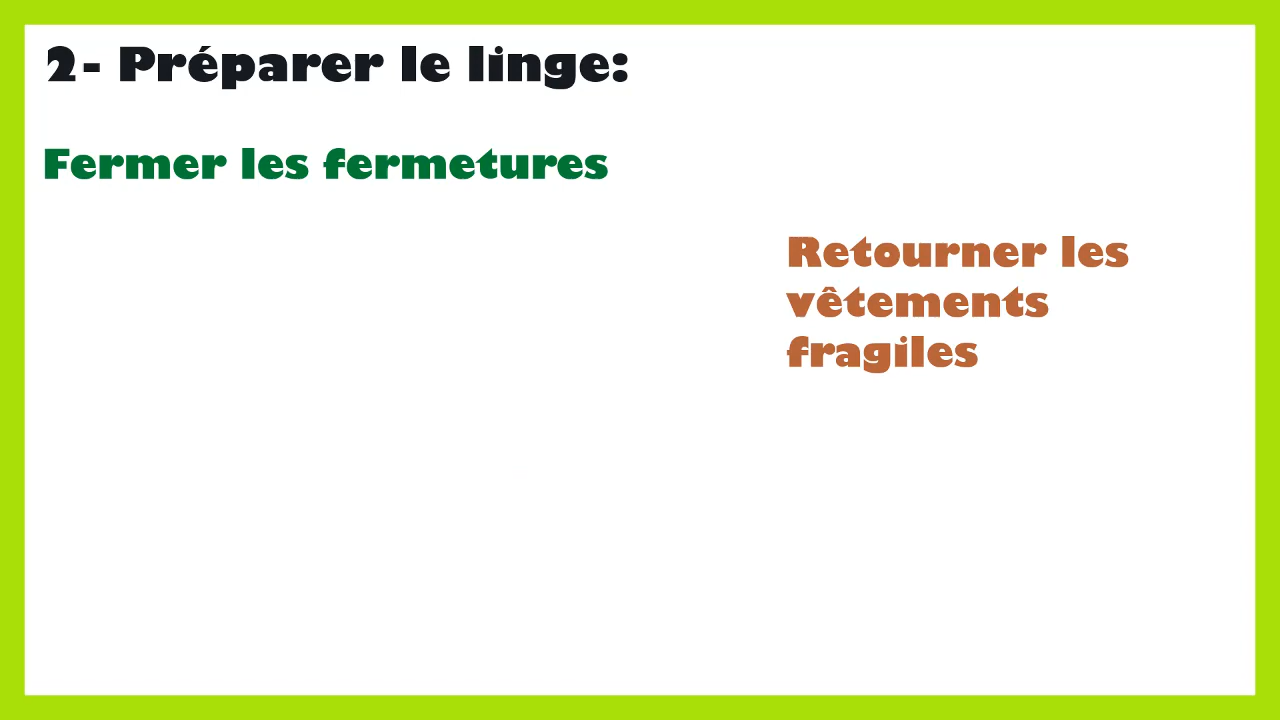 2- Préparer le linge:
Fermer les fermetures
Retourner les
vêtements
fragiles